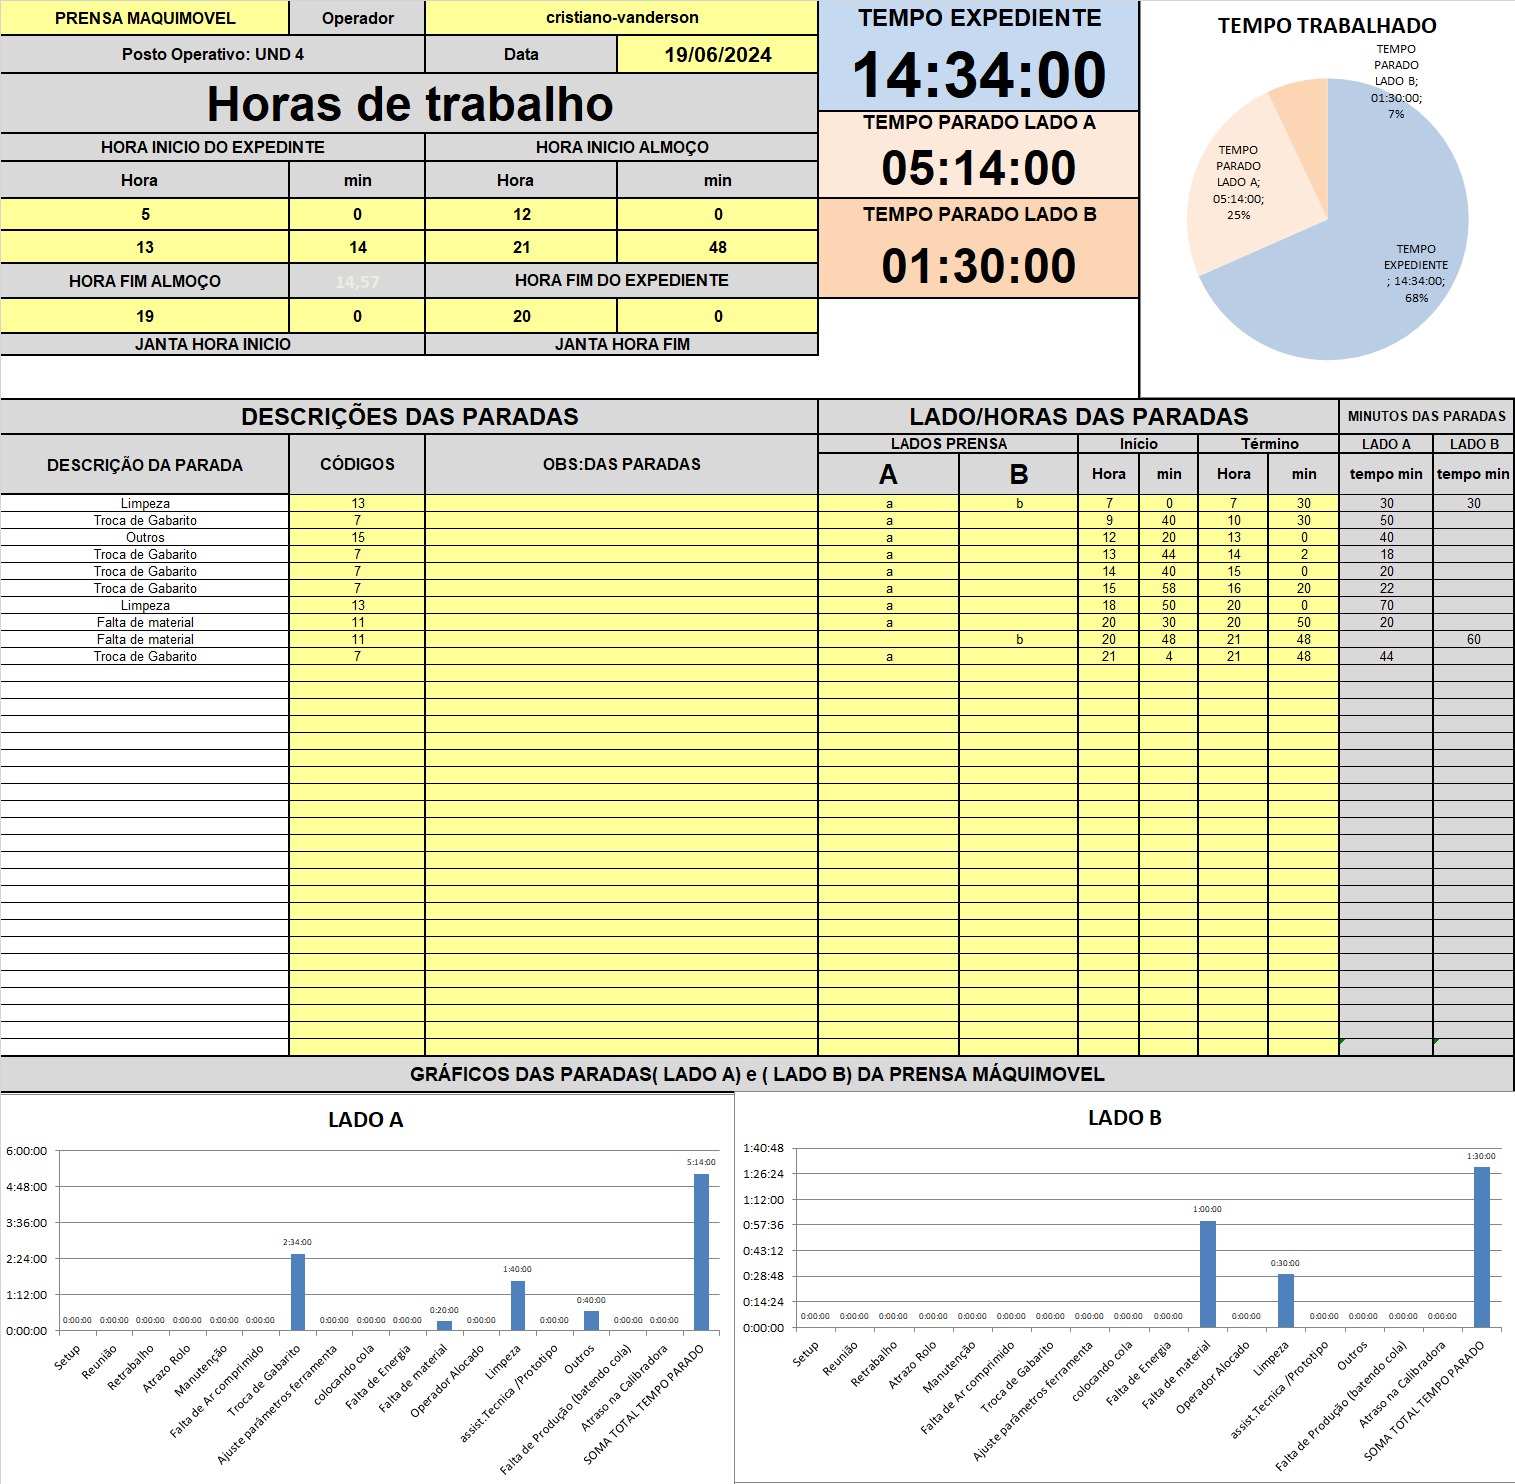 PRENSA MAQUIMOVEL Operador cristiano-vanderson
Posto Operativo: UND 4 Data 19/06/2024
Horas de trabalho
HORA INICIO DO EXPEDINTE HORA INICIO ALMOÇO
Hora min Hora min
5 0 12 0
13 14 21 48
HORA FIM ALMOÇO 14,57 HORA FIM DO EXPEDIENTE
19 0 20 0
JANTA HORA INICIO JANTA HORA FIM
TEMPO EXPEDIENTE
14:34:00
TEMPO PARADO LADO A
05:14:00
TEMPO PARADO LADO B
01:30:00
TEMPO TRABALHADO
TEMPO
PARADO
LADO B;
01:30:00;
7%
TEMPO
PARADO
LADO A;
05:14:00;
25%
TEMPO
EXPEDIENTE
; 14:34:00;
68%
DESCRIÇÕES DAS PARADAS LADO/HORAS DAS PARADAS MINUTOS DAS PARADAS
DESCRIÇÃO DA PARADA CÓDIGOS OBS:DAS PARADAS LADOS PRENSA Início Término LADO A LADO B
A B Hora min Hora min tempo min tempo min
Limpeza 13 a b 7 0 7 30 30 30
Troca de Gabarito 7 a 9 40 10 30 50
Outros 15 a 12 20 13 0 40
Troca de Gabarito 7 a 13 44 14 2 18
Troca de Gabarito 7 a 14 40 15 0 20
Troca de Gabarito 7 a 15 58 16 20 22
Limpeza 13 a 18 50 20 0 70
Falta de material 11 a 20 30 20 50 20
Falta de material 11 b 20 48 21 48 60
Troca de Gabarito 7 a 21 4 21 48 44
GRÁFICOS DAS PARADAS( LADO A) e ( LADO B) DA PRENSA MÁQUIMOVEL
LADO A
6:00:00
4:48:00
3:36:00
2:24:00
1:12:00
0:00:00
0:00:00 0:00:00 0:00:00 0:00:00 0:00:00 0:00:00 2:34:00 0:00:00 0:00:00 0:00:00 0:20:00 0:00:00 1:40:00 0:00:00 0:40:00 0:00:00 0:00:00 5:14:00
Setup
Reunião
Retrabalho
Atrazo Rolo
Manutenção
Falta de Ar comprimido
Troca de Gabarito
Ajuste parâmetros ferramenta
colocando cola
Falta de Energia
Falta de material
Operador Alocado
Limpeza
assist.Tecnica /Prototipo
Outros
Falta de Produção (batendo cola)
Atraso na Calibradora
SOMA TOTAL TEMPO PARADO
LADO B
1:40:48
1:26:24
1:12:00
0:57:36
0:43:12
0:28:48
0:14:24
0:00:00
0:00:00 0:00:00 0:00:00 0:00:00 0:00:00 0:00:00 0:00:00 0:00:00 0:00:00 0:00:00 1:00:00 0:00:00 0:30:00 0:00:00 0:00:00 0:00:00 0:00:00 1:30:00
Setup
Reunião
Retrabalho
Atrazo Rolo
Manutenção
Falta de Ar comprimido
Troca de Gabarito
Ajuste parâmetros ferramenta
colocando cola
Falta de Energia
Falta de material
Operador Alocado
Limpeza
assist.Tecnica /Prototipo
Outros
Falta de Produção (batendo cola)
Atraso na Calibradora
SOMA TOTAL TEMPO PARADO